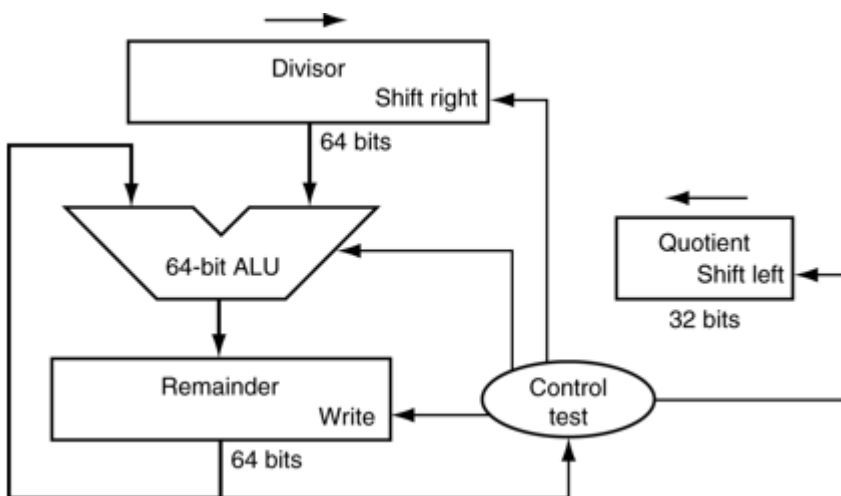 Divisor
Shift right
64 bits
64-bit ALU
Quotient
Shift left
32 bits
Remainder
Write
64 bits
Control
test